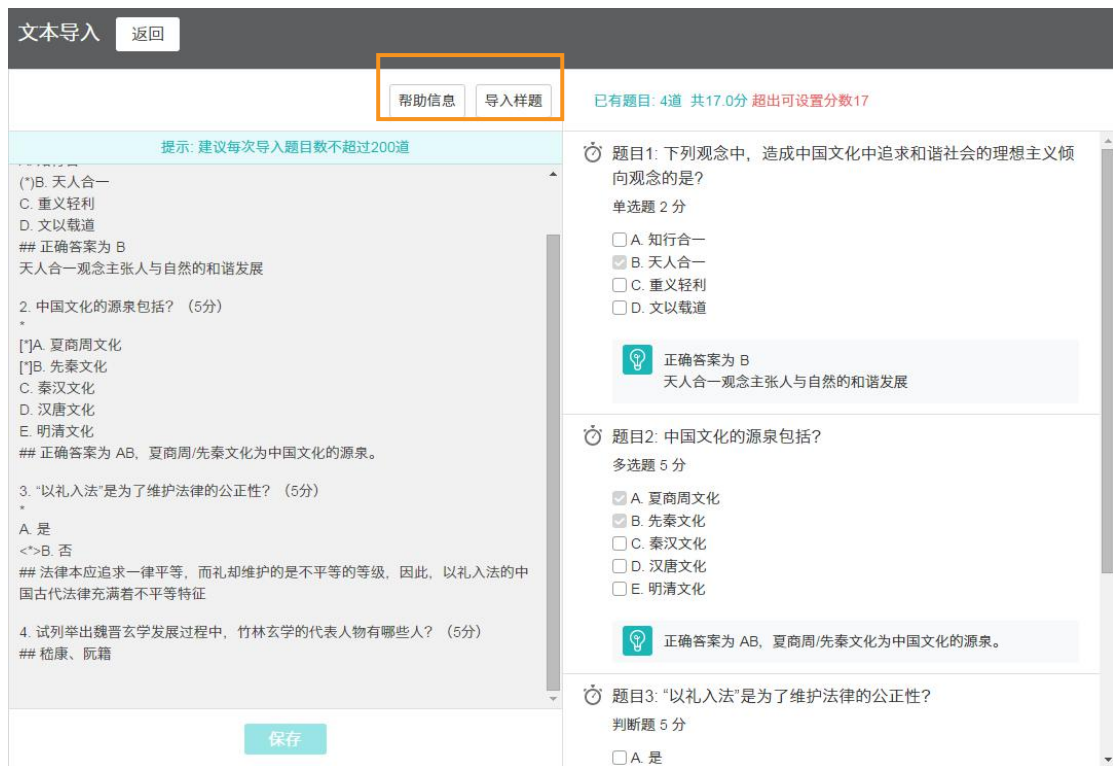 文本导入 返回
帮助信息 导入样题
已有题目: 4道 共17.0分 超出可设置分数17
提示: 建议每次导入题目数不超过200道
(*)B. 天人合一
C. 重义轻利
D. 文以载道
## 正确答案为 B
天人合一观念主张人与自然的和谐发展
2. 中国文化的源泉包括？（5分）
*
[*]A. 夏商周文化
[*]B. 先秦文化
C. 秦汉文化
D. 汉唐文化
E. 明清文化
## 正确答案为 AB，夏商周/先秦文化为中国文化的源泉。
3. “以礼入法”是为了维护法律的公正性？（5分）
*
A. 是
<*>B. 否
## 法律本应追求一律平等，而礼却维护的是不平等的等级，因此，以礼入法的中
国古代法律充满着不平等特征
4. 试列举出魏晋玄学发展过程中，竹林玄学的代表人物有哪些人？（5分）
## 嵇康、阮籍
保存
题目1: 下列观念中，造成中国文化中追求和谐社会的理想主义倾
向观念的是?
单选题 2 分
A. 知行合一
B. 天人合一
C. 重义轻利
D. 文以载道
正确答案为 B
天人合一观念主张人与自然的和谐发展
题目2: 中国文化的源泉包括?
多选题 5 分
A. 夏商周文化
B. 先秦文化
C. 秦汉文化
D. 汉唐文化
E. 明清文化
正确答案为 AB，夏商周/先秦文化为中国文化的源泉。
题目3: “以礼入法”是为了维护法律的公正性?
判断题 5 分
A. 是